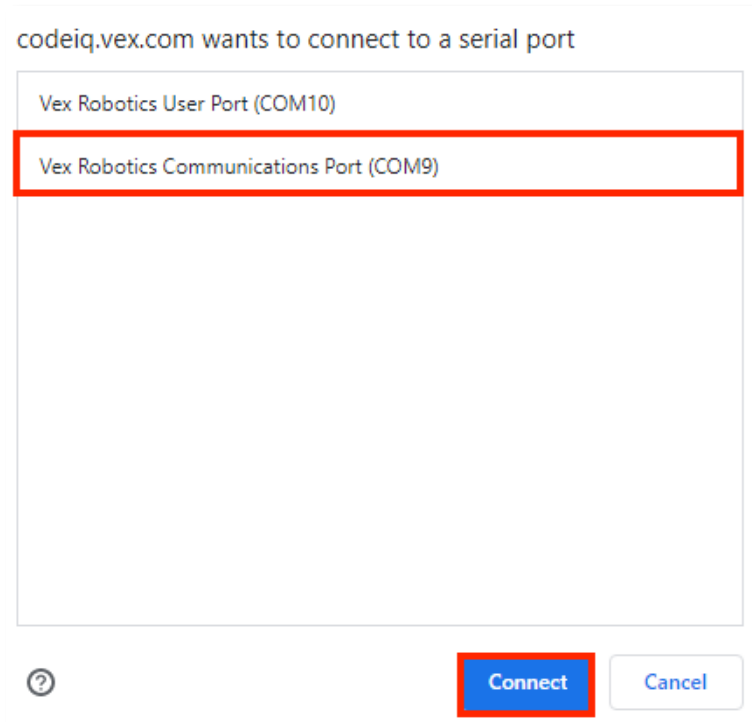 codeiq.vex.com wants to connect to a serial port
Vex Robotics User Port (COM10)
Vex Robotics Communications Port (COM9)
Connect
Cancel